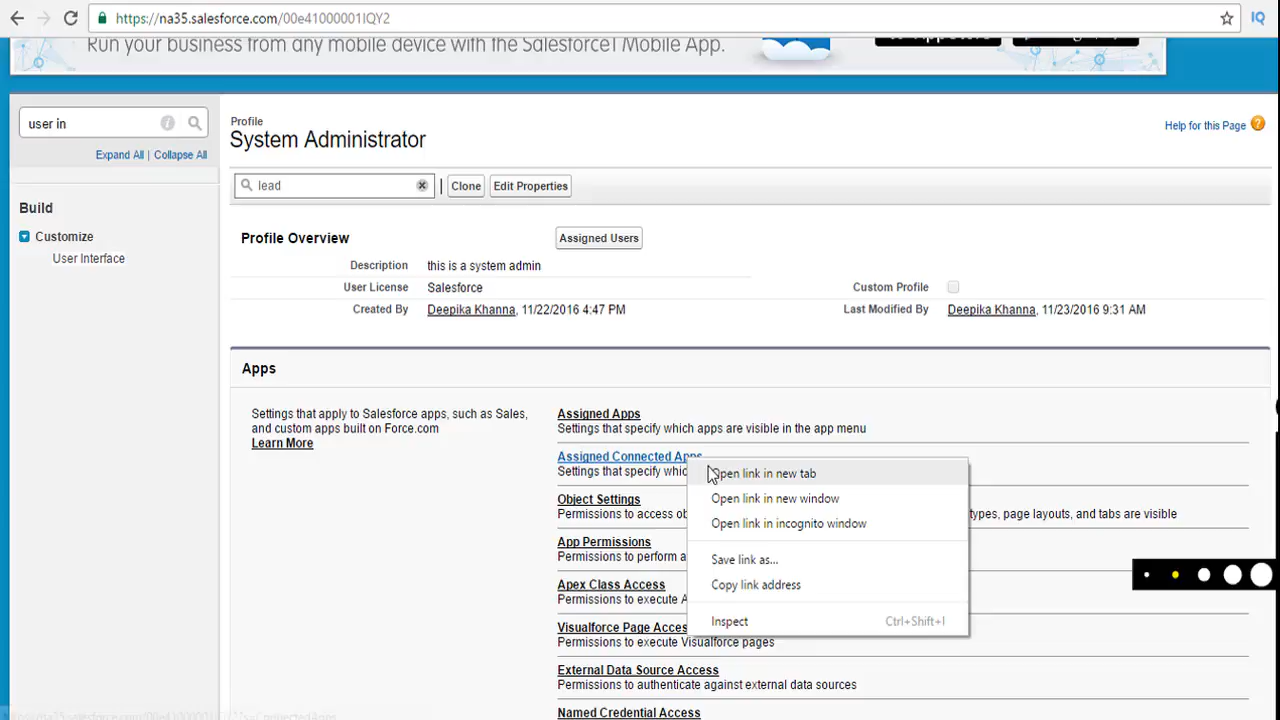 https://na35.salesforce.com/00e41000001IQY2
IQ
Run your business from any mobile device with the Salesforce1 Mobile App.
user in
Expand All | Collapse All
Build
Customize
User Interface
Profile
System Administrator
Help for this Page
lead
Clone
Edit Properties
Profile Overview
Assigned Users
Description this is a system admin
User License Salesforce
Custom Profile
Created By Deepika Khanna, 11/22/2016 4:47 PM
Last Modified By Deepika Khanna, 11/23/2016 9:31 AM
Apps
Settings that apply to Salesforce apps, such as Sales,
and custom apps built on Force.com
Learn More
Assigned Apps
Settings that specify which apps are visible in the app menu
Assigned Connected Apps
Settings that specify
Object Settings
Permissions to access types, page layouts, and tabs are visible
App Permissions
Permissions to perform
Apex Class Access
Permissions to execute
Visualforce Page
Permissions to execute Visualforce pages
External Data Source Access
Permissions to authenticate against external data sources
Named Credential Access
Open link in new tab
Open link in new window
Open link in incognito window
Save link as...
Copy link address
Inspect Ctrl+Shift+I